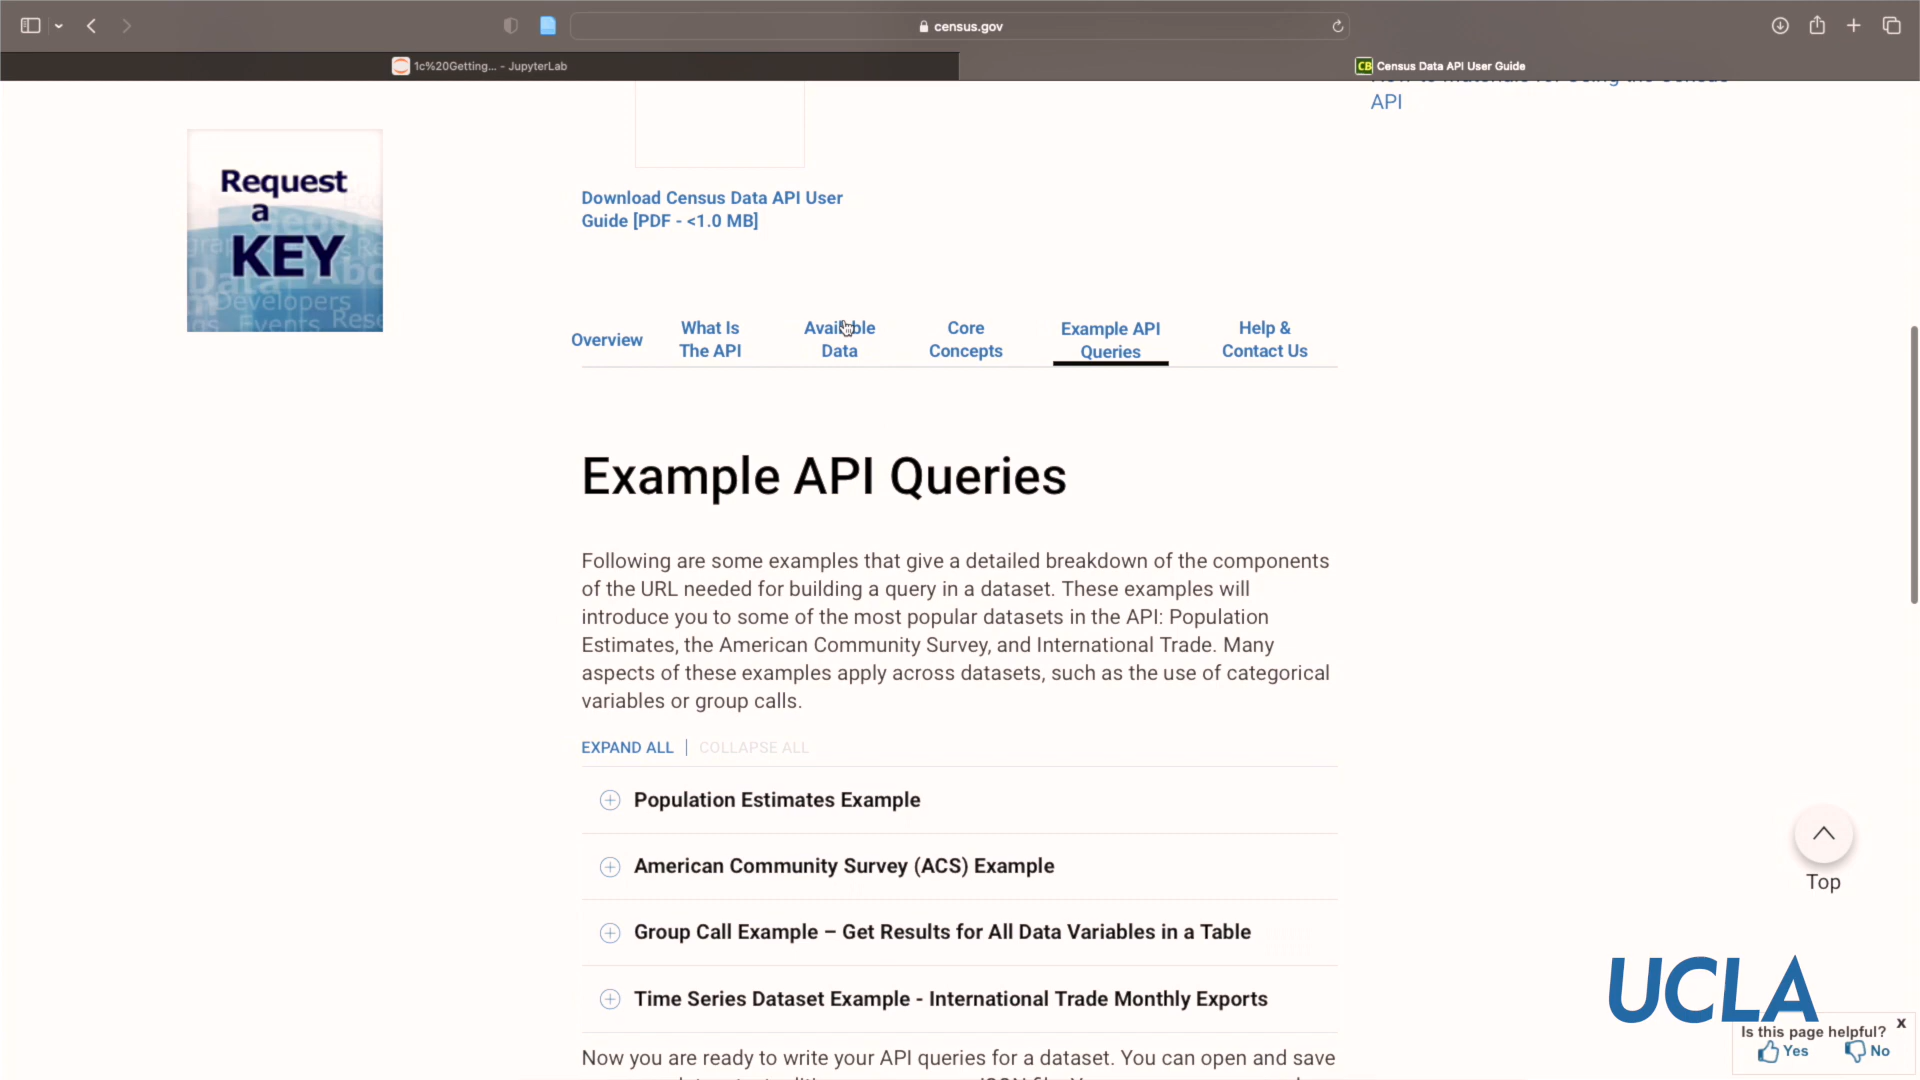 census.gov
1c%20Getting... - JupyterLab
Census Data API User Guide
API
Request
a
KEY
Download Census Data API User
Guide [PDF - <1.0 MB]
Overview
What Is
The API
Available
Data
Core
Concepts
Example API
Queries
Help &
Contact Us
Example API Queries
Following are some examples that give a detailed breakdown of the components
of the URL needed for building a query in a dataset. These examples will
introduce you to some of the most popular datasets in the API: Population
Estimates, the American Community Survey, and International Trade. Many
aspects of these examples apply across datasets, such as the use of categorical
variables or group calls.
EXPAND ALL | COLLAPSE ALL
Population Estimates Example
American Community Survey (ACS) Example
Group Call Example – Get Results for All Data Variables in a Table
Time Series Dataset Example - International Trade Monthly Exports
Now you are ready to write your API queries for a dataset. You can open and save
Top
UCLA
Is this page helpful?
x
Yes
No